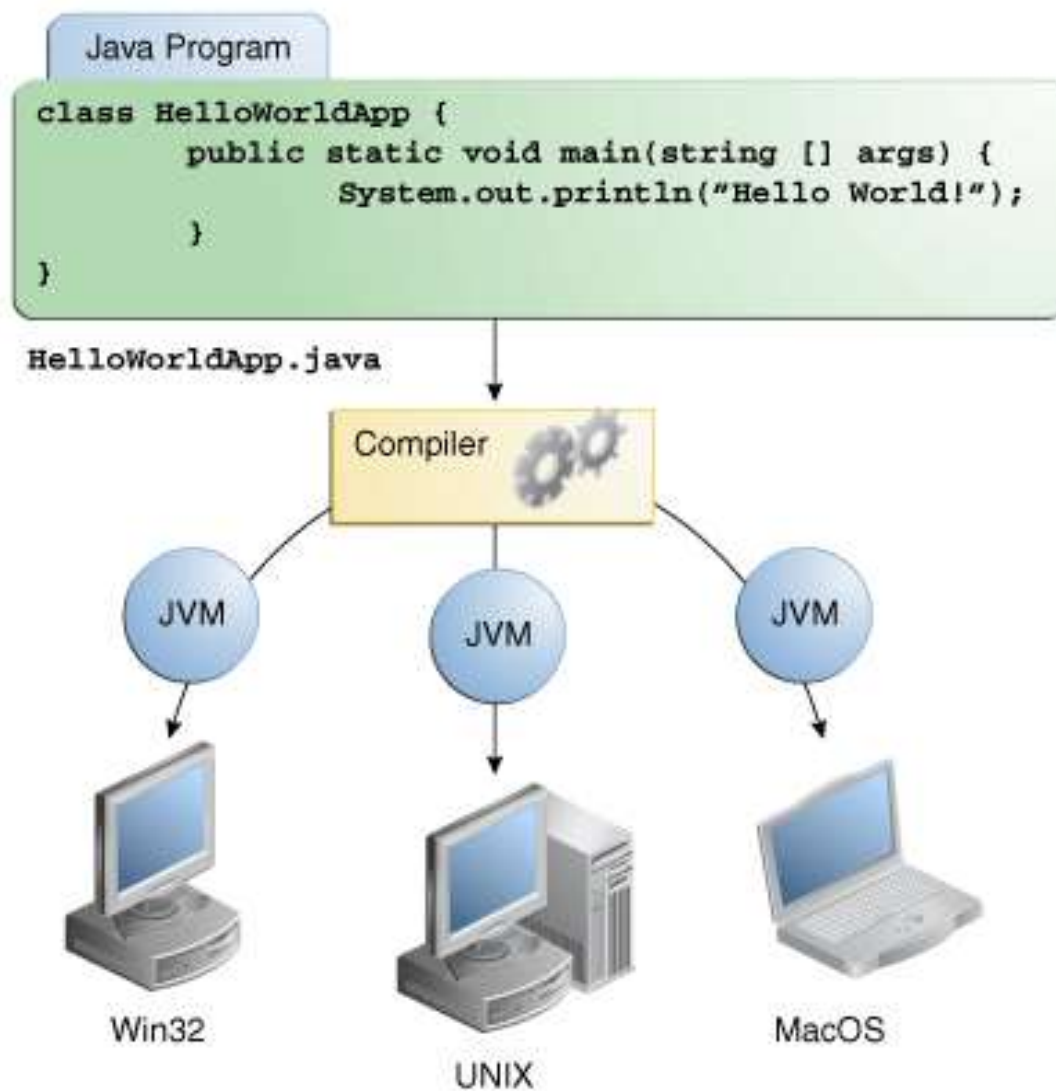 Java Program
class HelloWorldApp {
public static void main(string [] args) {
System.out.println("Hello World!");
}
}
HelloWorldApp.java
Compiler
JVM
JVM
JVM
Win32
UNIX
MacOS